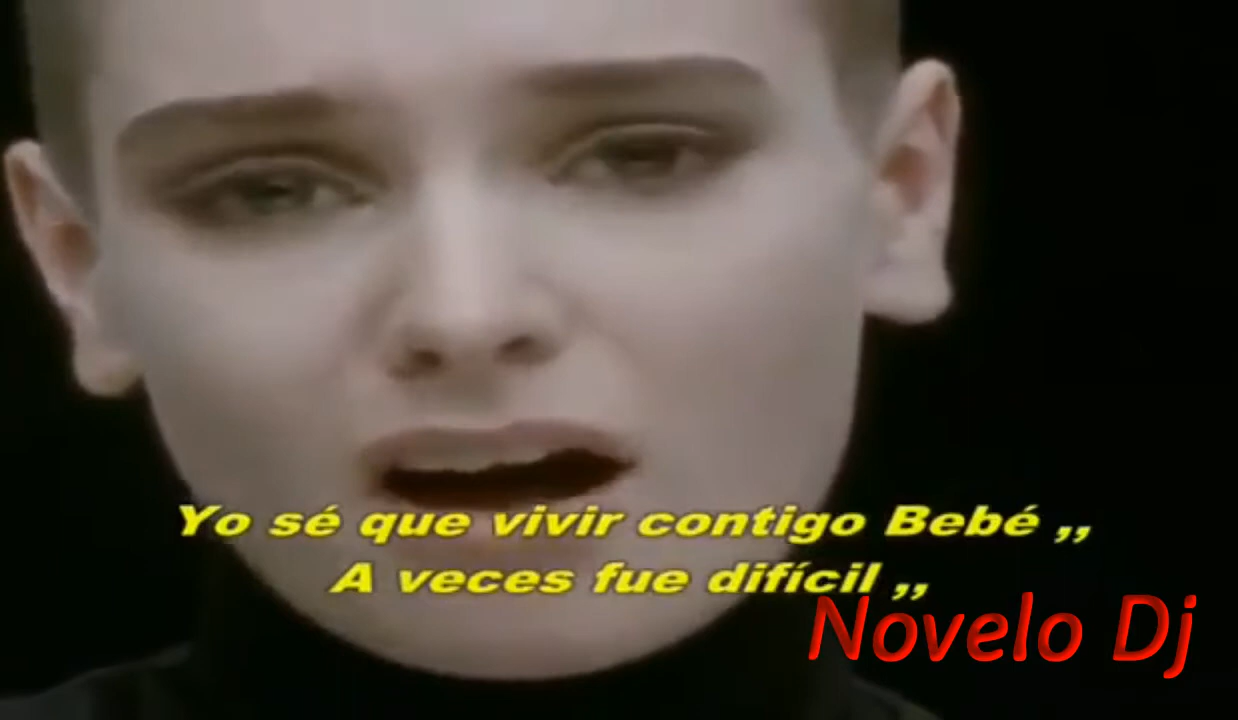 Yo sé que vivir contigo Bebé ,,
A veces fue difícil ,,
Novelo Dj